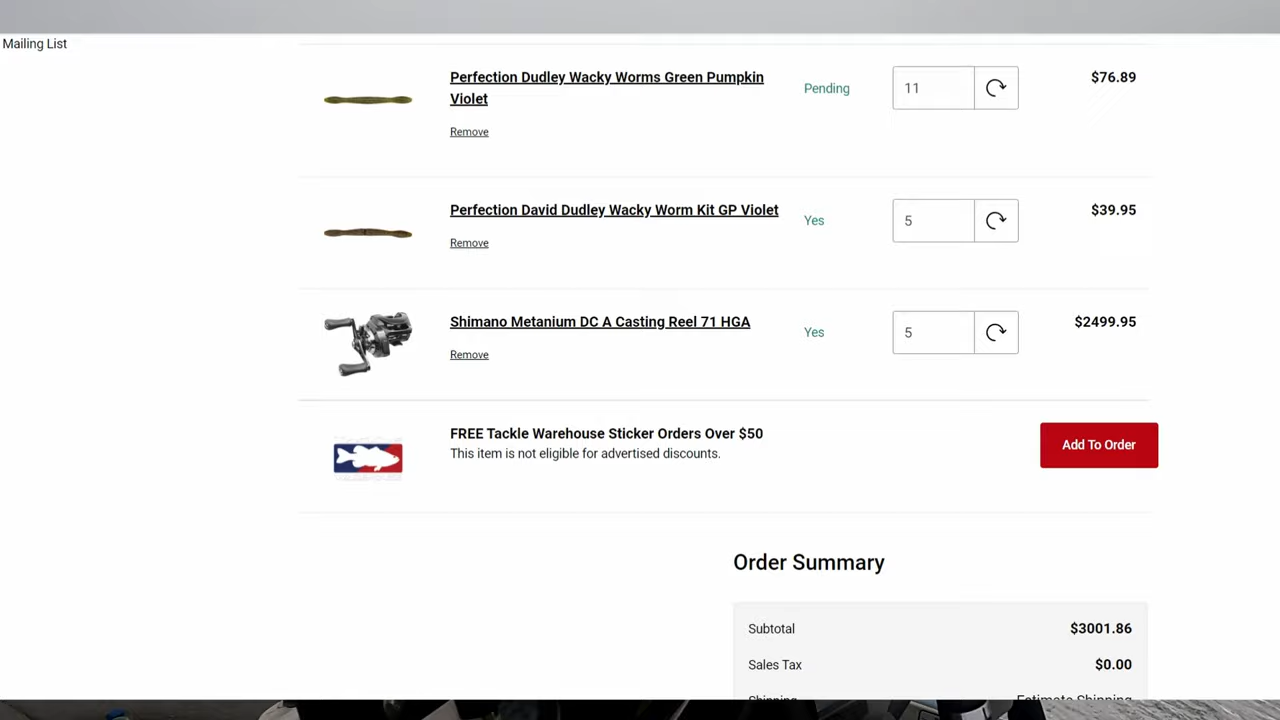 Mailing List
Perfection Dudley Wacky Worms Green Pumpkin
Violet
Remove
Pending
11
$76.89
Perfection David Dudley Wacky Worm Kit GP Violet
Remove
Yes
5
$39.95
Shimano Metanium DC A Casting Reel 71 HGA
Remove
Yes
5
$2499.95
FREE Tackle Warehouse Sticker Orders Over $50
This item is not eligible for advertised discounts.
Add To Order
Order Summary
Subtotal $3001.86
Sales Tax $0.00
Shipping Estimate Shipping